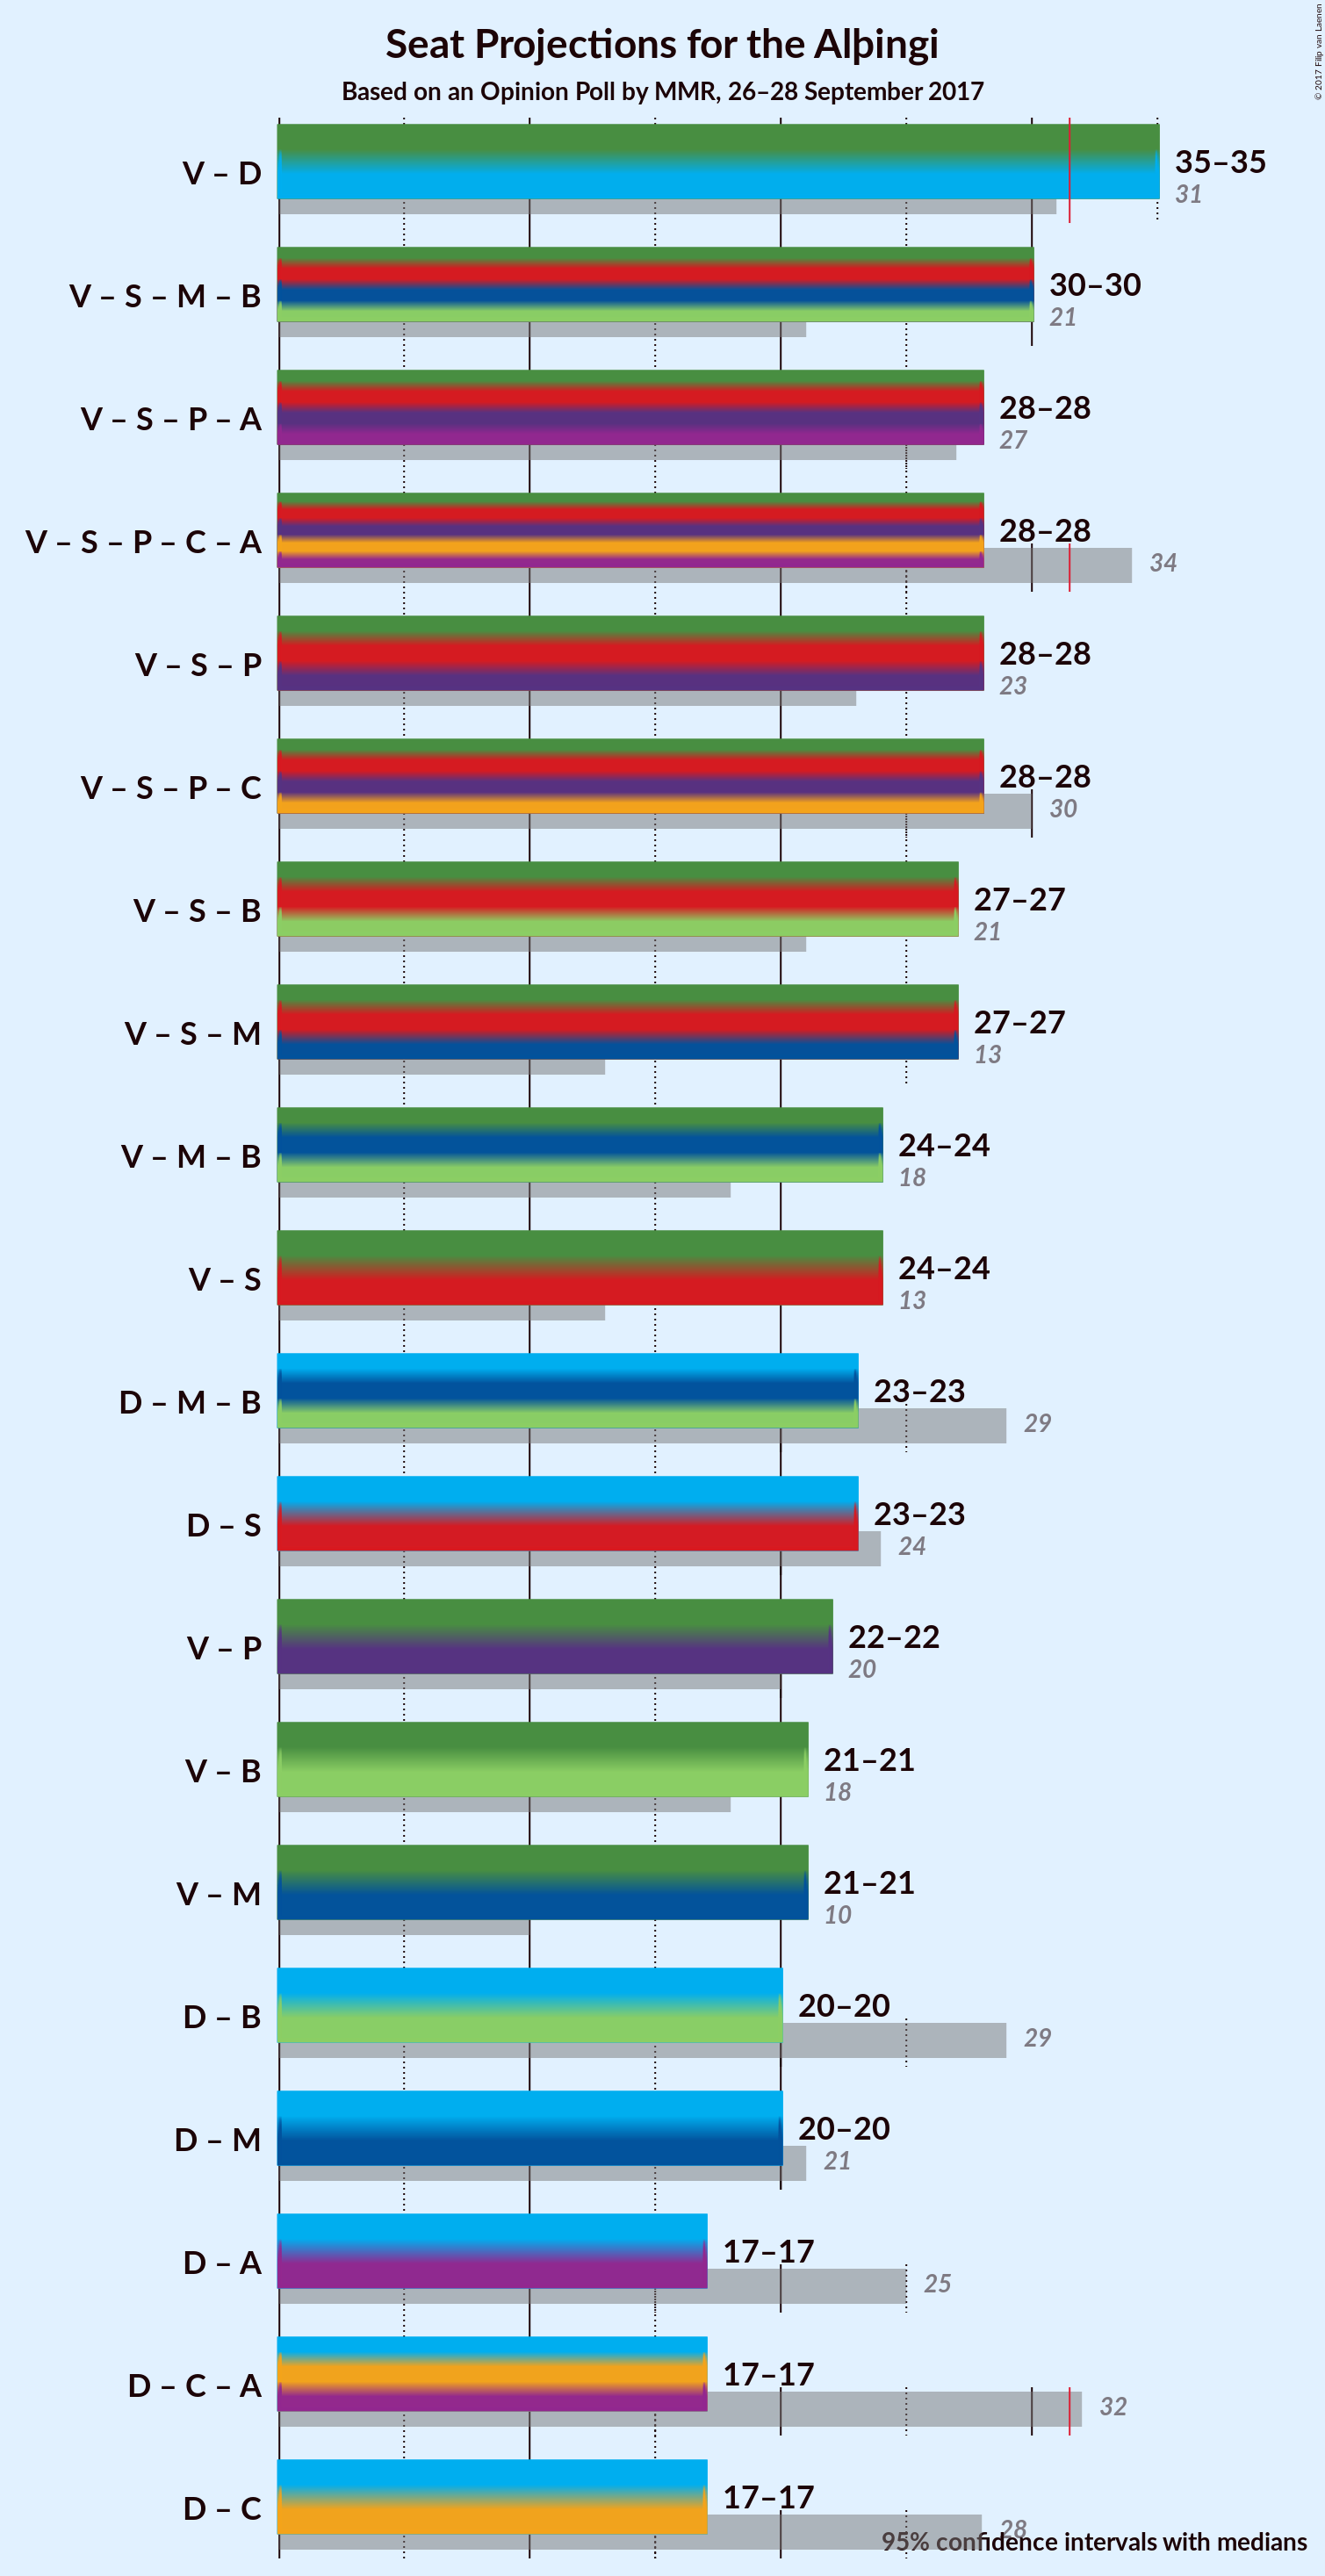 Seat Projections for the Alþingi
Based on an Opinion Poll by MMR, 26–28 September 2017
© 2017 Filip van Laenen
V – D
35–35
31
V – S – M – B
30–30
21
V – S – P – A
28–28
27
V – S – P – C – A
28–28
34
V – S – P
28–28
23
V – S – P – C
28–28
30
V – S – B
27–27
21
V – S – M
27–27
13
V – M – B
24–24
18
V – S
24–24
13
D – M – B
23–23
29
D – S
23–23
24
V – P
22–22
20
V – B
21–21
18
V – M
21–21
10
D – B
20–20
29
D – M
20–20
21
D – A
17–17
25
D – C – A
17–17
32
D – C
17–17
28
95% confidence intervals with medians